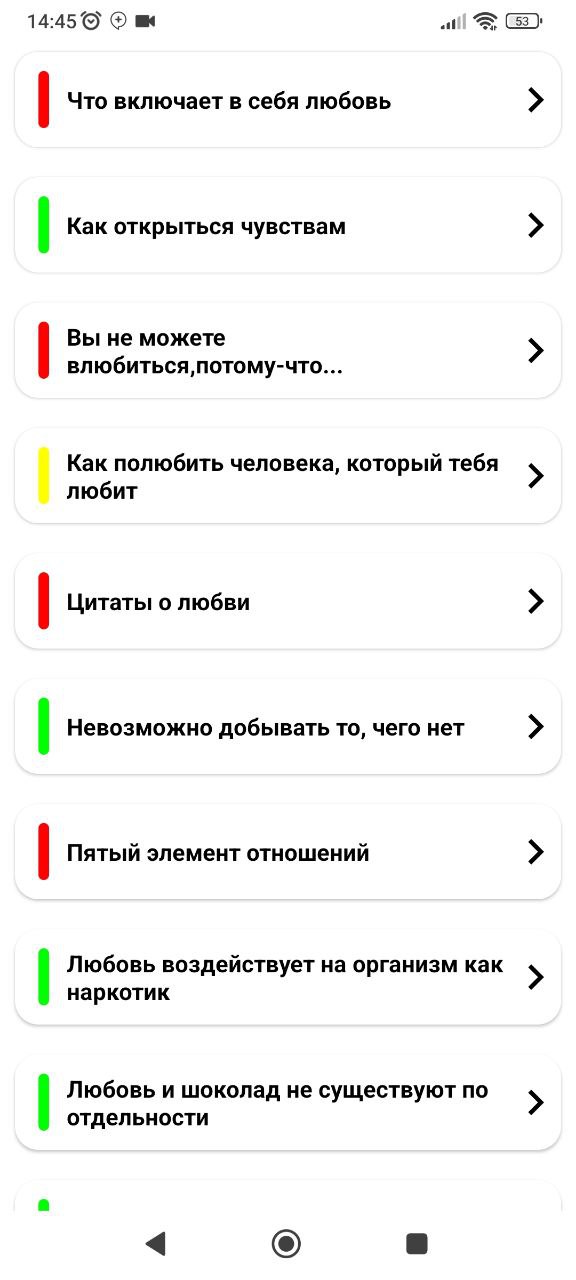 14:45
53
Что включает в себя любовь
Как открыться чувствам
Вы не можете
влюбиться,потому-что...
Как полюбить человека, который тебя
любит
Цитаты о любви
Невозможно добывать то, чего нет
Пятый элемент отношений
Любовь воздействует на организм как
наркотик
Любовь и шоколад не существуют по
отдельности